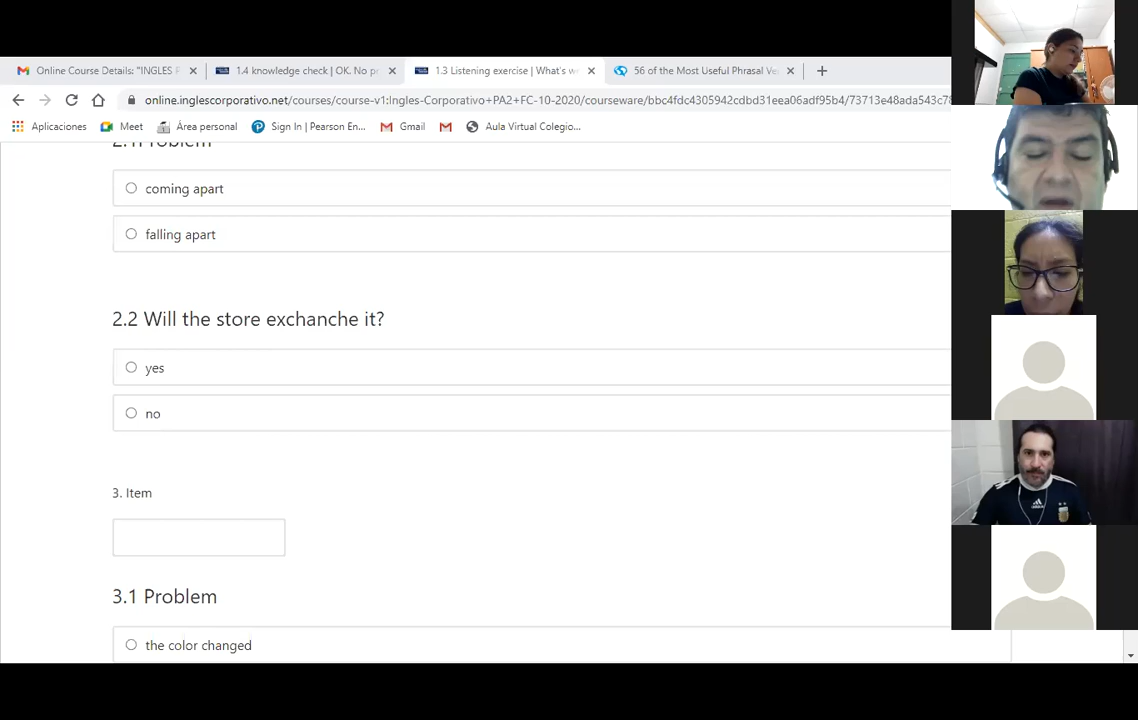 Online Course Details: "INGLES F
1.4 knowledge check | OK. No pr
1.3 Listening exercise | What's w
56 of the Most Useful Phrasal Ve
online.inglescorporativo.net/courses/course-v1:Ingles-Corporativo+PA2+FC-10-2020/courseware/bbc4fdc4305942cdbd31eea06adf95b4/73713e48ada543c78
Aplicaciones
Meet
Área personal
Sign In | Pearson En...
Gmail
Aula Virtual Colegio...
coming apart
falling apart
2.2 Will the store exchanche it?
yes
no
3. Item
3.1 Problem
the color changed